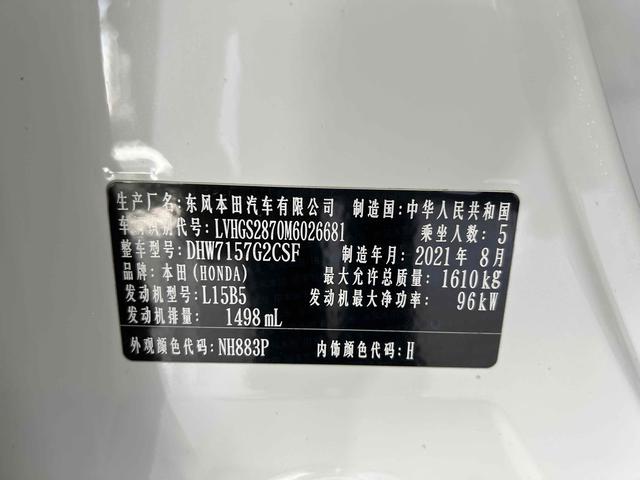 生产厂名:东风本田汽车有限公司 制造国:中华人民共和国
车辆识别代号:LVHGS2870M6026681 乘坐人数:5
整车型号:DHW7157G2CSF 制造年月:2021年8月
品牌:本田(HONDA) 最大允许总质量:1610kg
发动机型号:L15B5 发动机最大净功率:96kW
发动机排量:1498mL
外观颜色代码:NH883P 内饰颜色代码:H